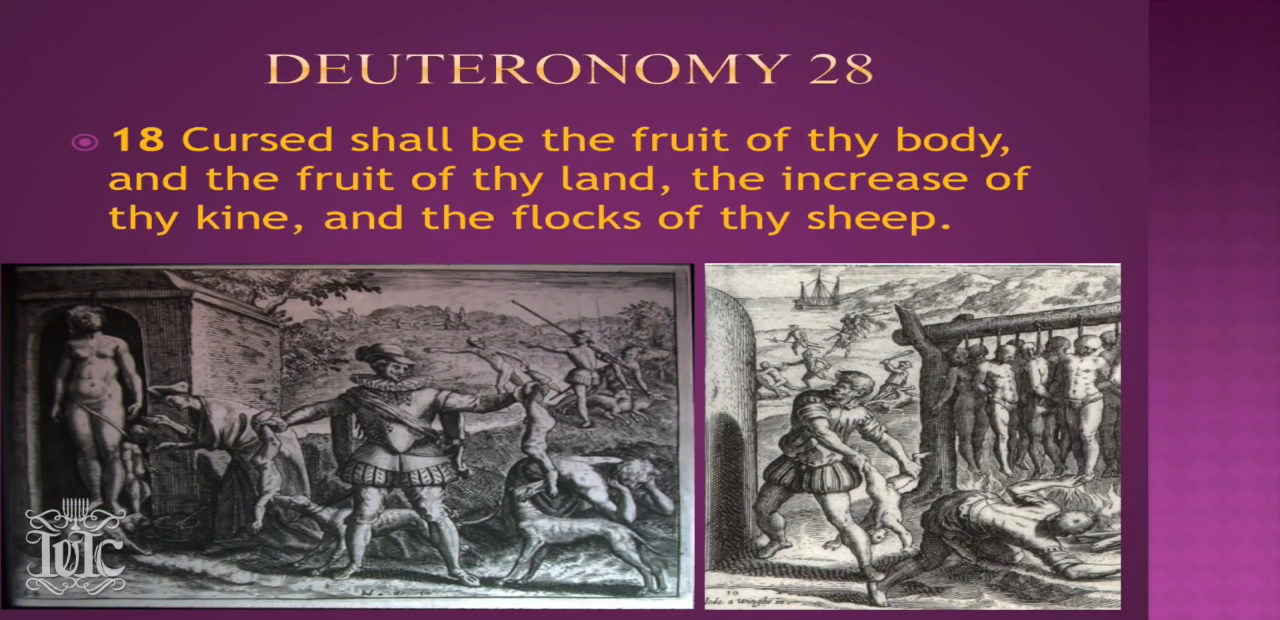 DEUTERONOMY 28
18 Cursed shall be the fruit of thy body,
and the fruit of thy land, the increase of
thy kine, and the flocks of thy sheep.
IUIC